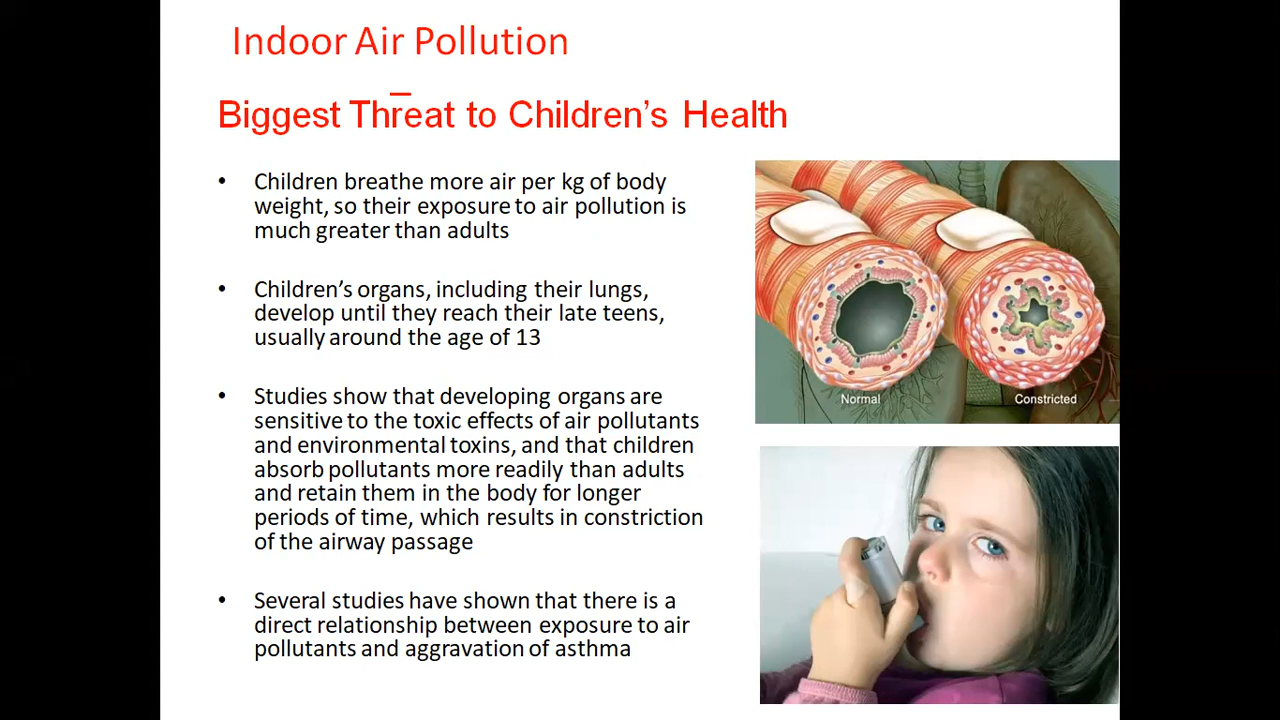 Indoor Air Pollution
Biggest Threat to Children’s Health
• Children breathe more air per kg of body
weight, so their exposure to air pollution is
much greater than adults
• Children’s organs, including their lungs,
develop until they reach their late teens,
usually around the age of 13
• Studies show that developing organs are
sensitive to the toxic effects of air pollutants
and environmental toxins, and that children
absorb pollutants more readily than adults
and retain them in the body for longer
periods of time, which results in constriction
of the airway passage
• Several studies have shown that there is a
direct relationship between exposure to air
pollutants and aggravation of asthma
Normal
Constricted